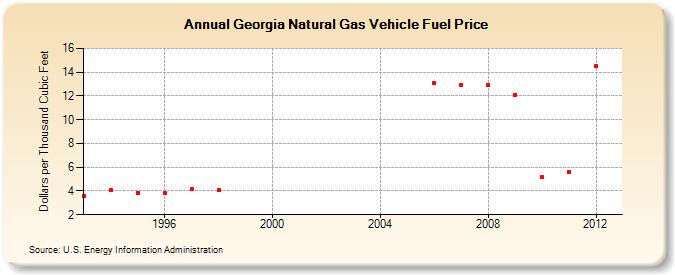 Annual Georgia Natural Gas Vehicle Fuel Price
Dollars per Thousand Cubic Feet
16
14
12
10
8
6
4
2
1996 2000 2004 2008 2012
Source: U.S. Energy Information Administration